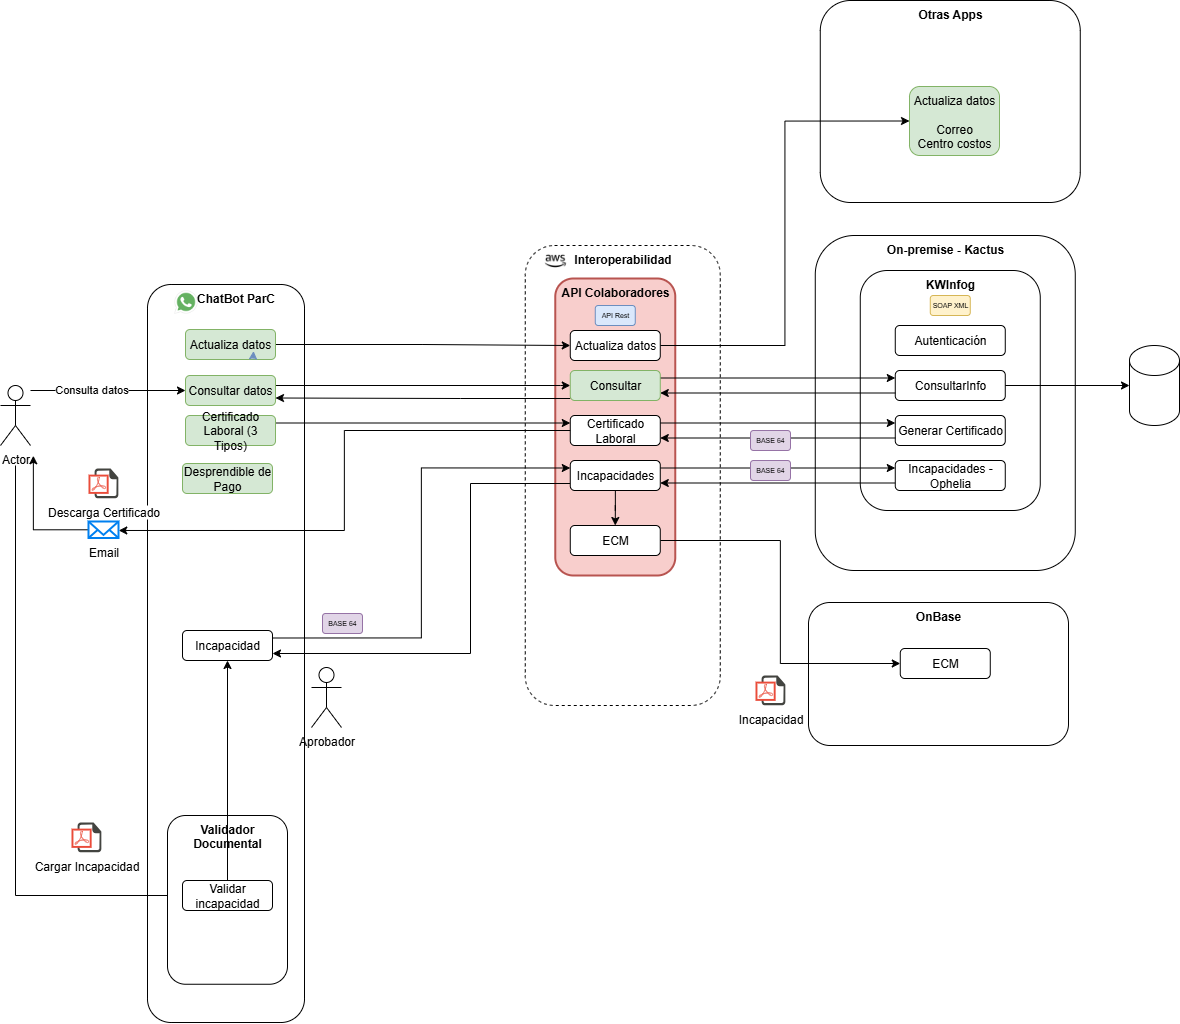 Otras Apps
Actualiza datos
Correo
Centro costos
On-premise - Kactus
KWInfog
SOAP XML
Autenticación
ConsultarInfo
Generar Certificado
Incapacidades -
Ophelia
aws
Interoperabilidad
API Colaboradores
API Rest
Actualiza datos
Consultar
Certificado
Laboral
Incapacidades
ECM
BASE 64
BASE 64
ChatBot ParC
Actualiza datos
Consultar datos
Certificado
Laboral (3
Tipos)
Desprendible de
Pago
Consulta datos
Actor
Descarga Certificado
Email
BASE 64
Incapacidad
Aprobador
OnBase
ECM
Incapacidad
Validador
Documental
Validar
incapacidad
Cargar Incapacidad